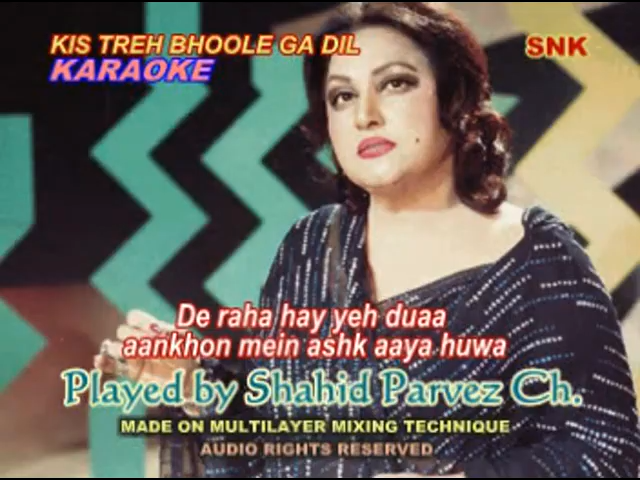 KIS TREH BHOOLE GA DIL
SNK
KARAOKE
De raha hay yeh duaa
aankhon mein ashk aaya huwa
Played by Shahid Parvez Ch.
MADE ON MULTILAYER MIXING TECHNIQUE
AUDIO RIGHTS RESERVED